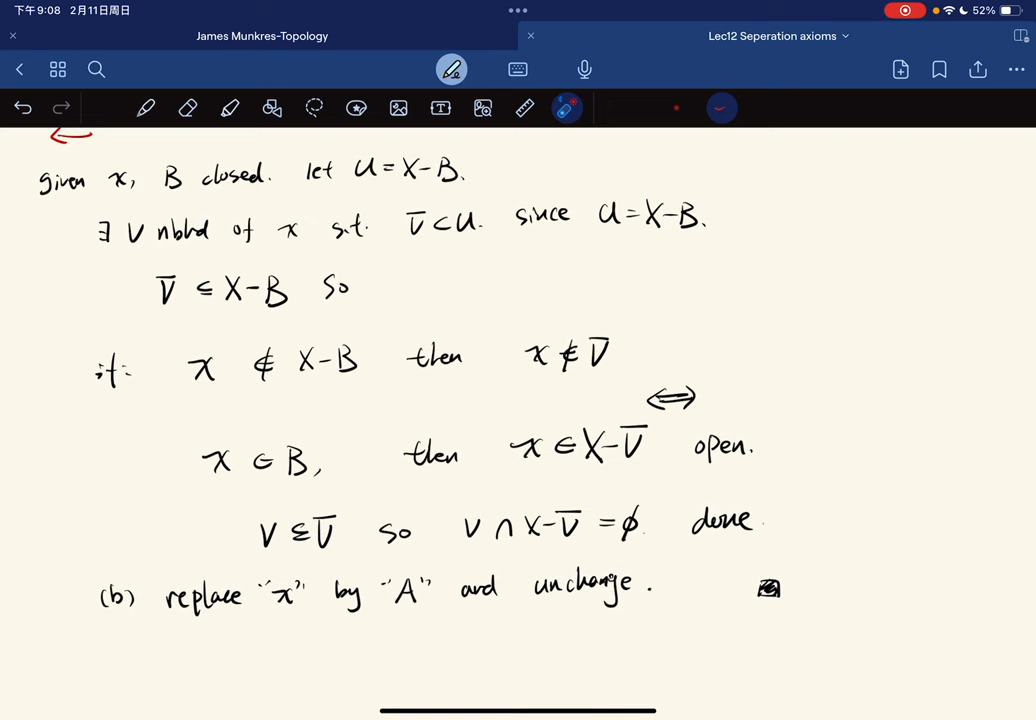 下午9:08 2月11日周日
52%
James Munkres-Topology
Lec12 Seperation axioms
given x, B closed. let U = X-B.
∃ V nbhd of x s.t. V̅ ⊂ U. since U = X-B.
V̅ ⊆ X-B so
if x ∉ X-B then x ∉ V̅
⟺
x ∈ B, then x ∈ X-V̅ open.
V ⊆ V̅ so V ∩ X-V̅ = ∅. done.
(b) replace "x" by "A" and unchange.